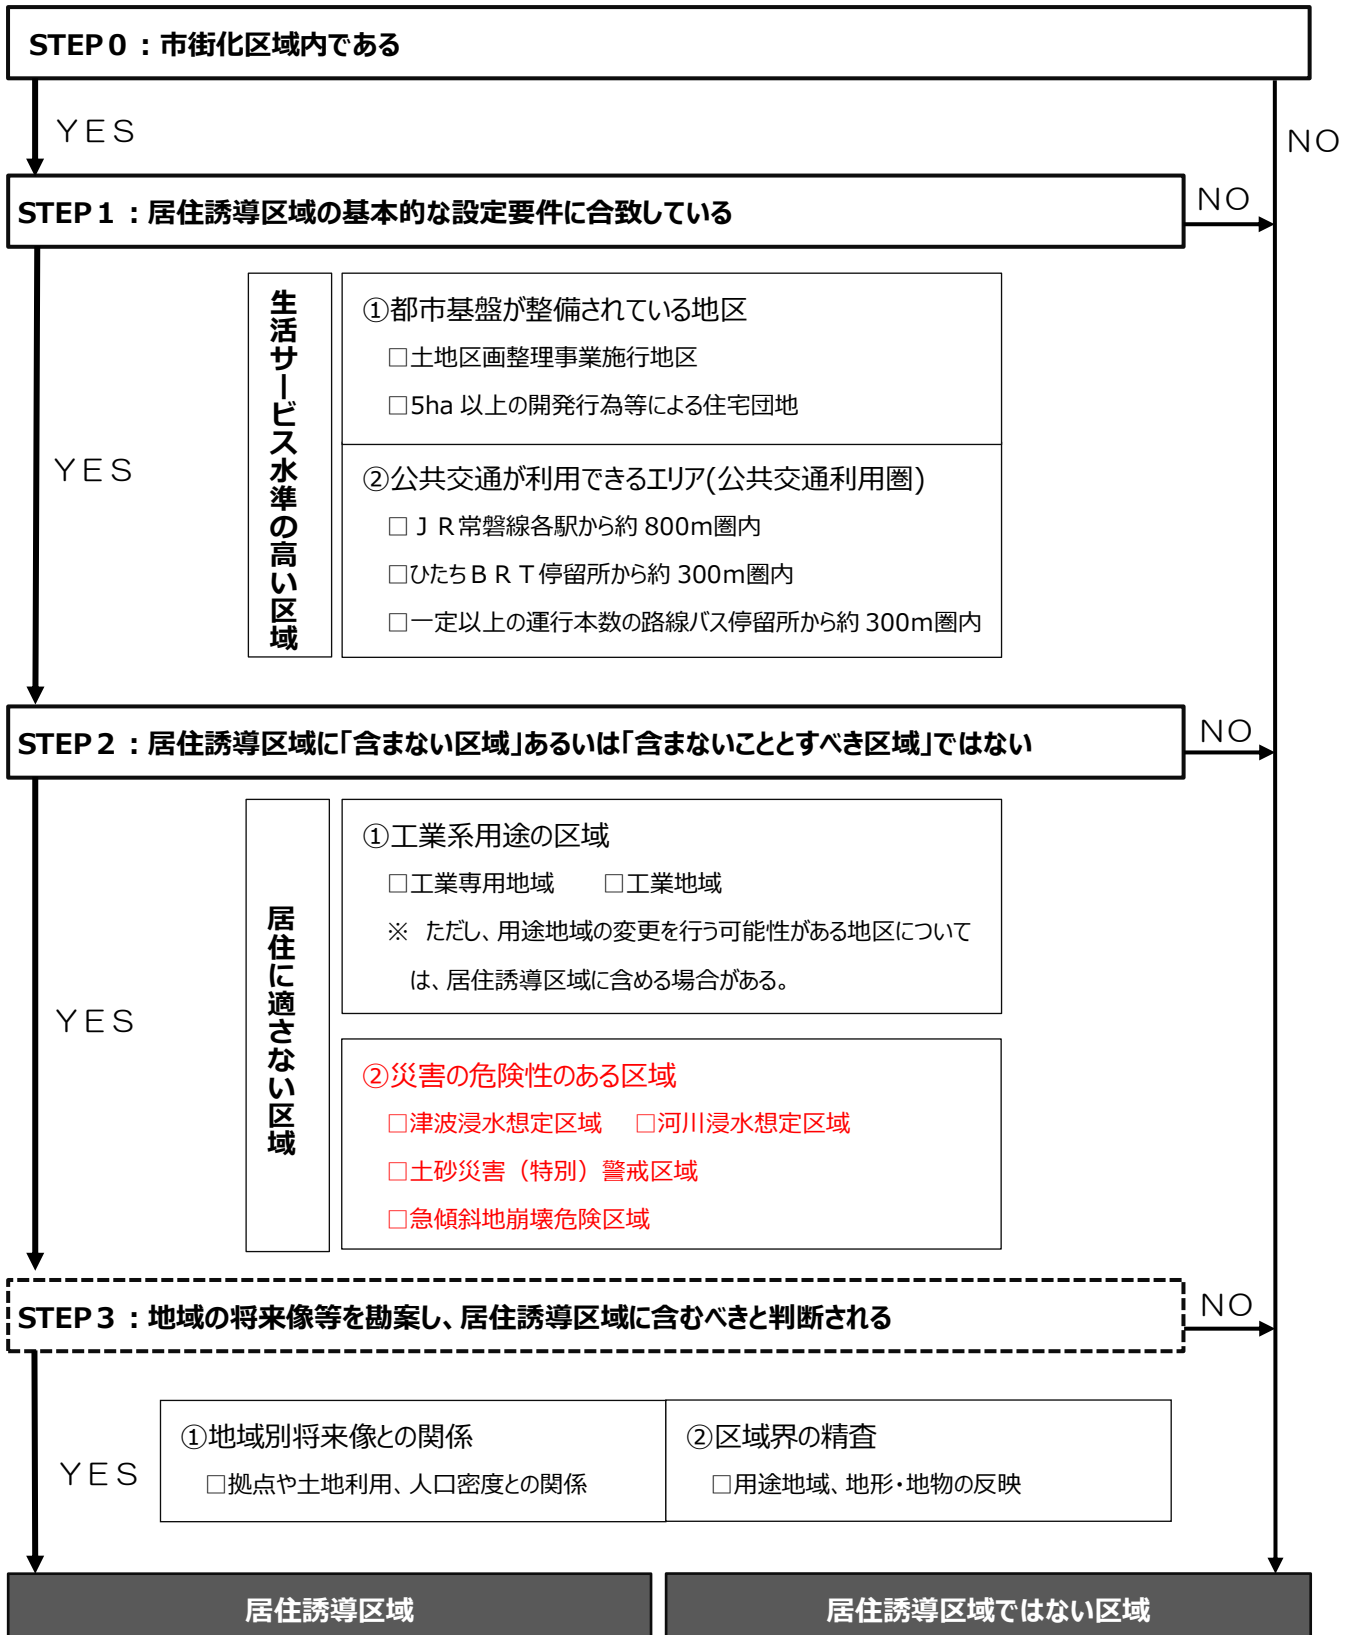 STEP０：市街化区域内である
ＹＥＳ
ＮＯ
STEP１：居住誘導区域の基本的な設定要件に合致している
ＮＯ
生活サービス水準の高い区域
①都市基盤が整備されている地区
□土地区画整理事業施行地区
□5ha 以上の開発行為等による住宅団地
ＹＥＳ
②公共交通が利用できるエリア(公共交通利用圏)
□ＪＲ常磐線各駅から約 800ｍ圏内
□ひたちＢＲＴ停留所から約 300ｍ圏内
□一定以上の運行本数の路線バス停留所から約 300ｍ圏内
STEP２：居住誘導区域に「含まない区域」あるいは「含まないこととすべき区域」ではない
ＮＯ
居住に適さない区域
①工業系用途の区域
□工業専用地域　　□工業地域
※　ただし、用途地域の変更を行う可能性がある地区について
は、居住誘導区域に含める場合がある。
ＹＥＳ
②災害の危険性のある区域
□津波浸水想定区域　□河川浸水想定区域
□土砂災害（特別）警戒区域
□急傾斜地崩壊危険区域
STEP３：地域の将来像等を勘案し、居住誘導区域に含むべきと判断される
ＮＯ
ＹＥＳ
①地域別将来像との関係
□拠点や土地利用、人口密度との関係
②区域界の精査
□用途地域、地形・地物の反映
居住誘導区域
居住誘導区域ではない区域